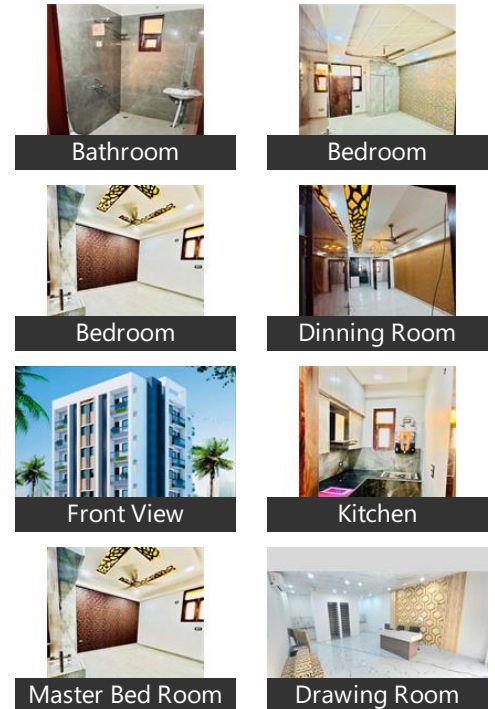 Bathroom
Bedroom
Bedroom
Dinning Room
Front View
Kitchen
Master Bed Room
Drawing Room